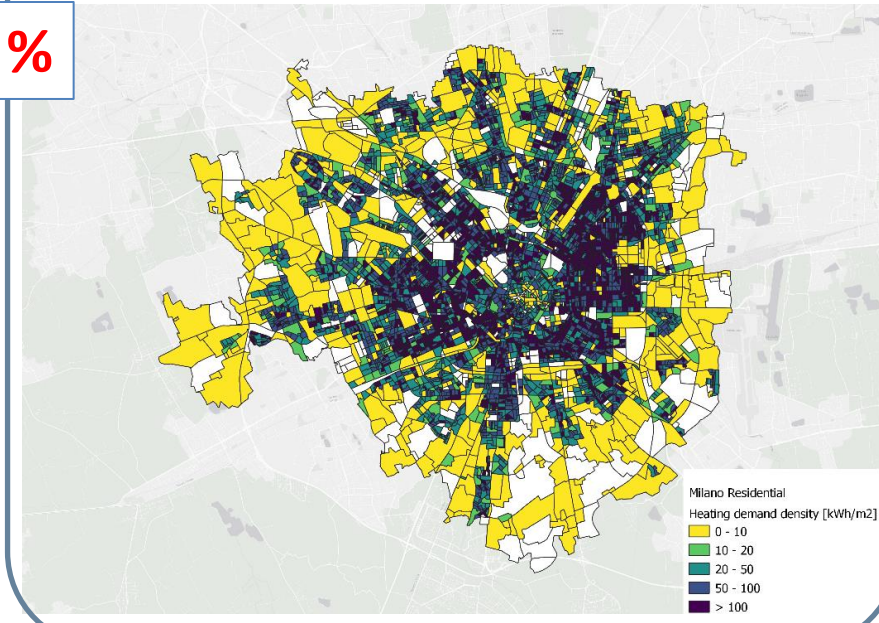 %
Milano Residential
Heating demand density [kWh/m2]
0 - 10
10 - 20
20 - 50
50 - 100
> 100